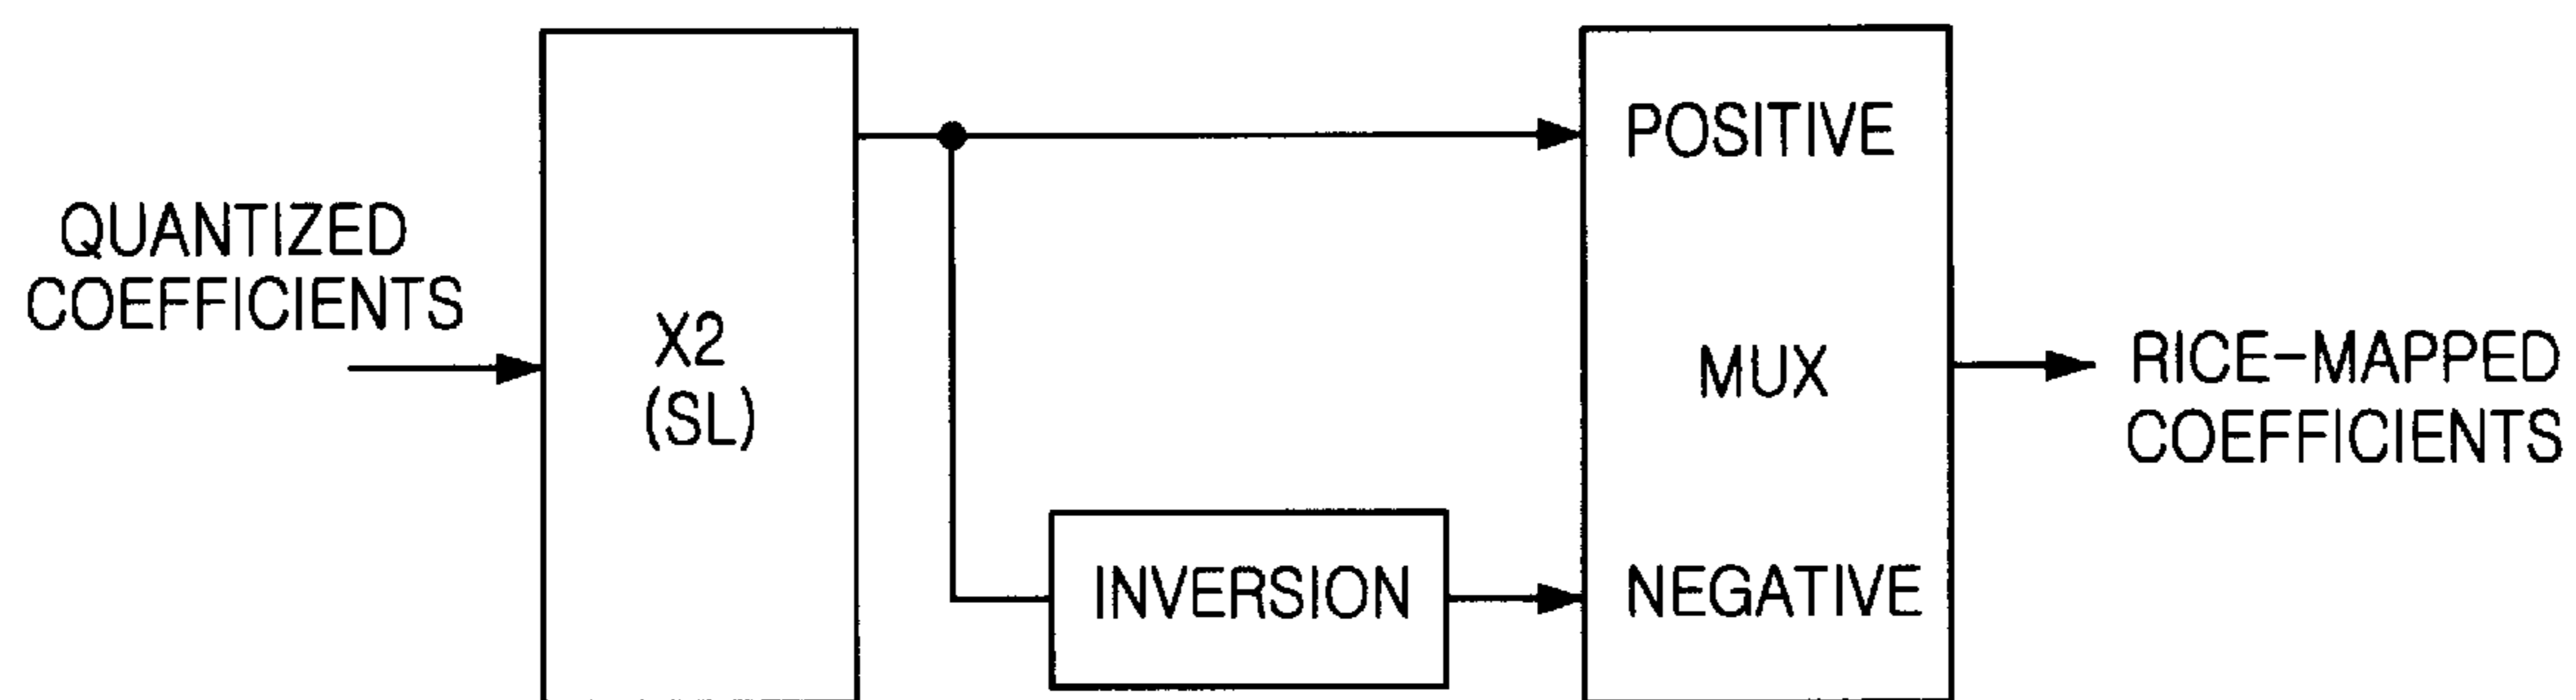 QUANTIZED
COEFFICIENTS
X2
(SL)
INVERSION
POSITIVE
MUX
NEGATIVE
RICE-MAPPED
COEFFICIENTS